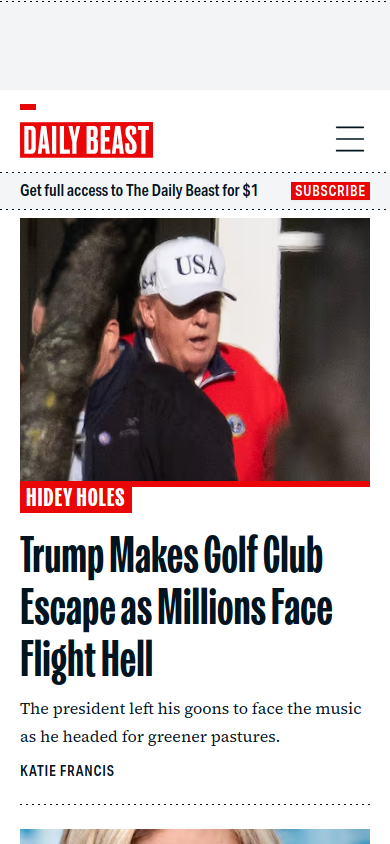 DAILY BEAST
Get full access to The Daily Beast for $1
SUBSCRIBE
USA
45-47
HIDEY HOLES
Trump Makes Golf Club
Escape as Millions Face
Flight Hell
The president left his goons to face the music
as he headed for greener pastures.
KATIE FRANCIS